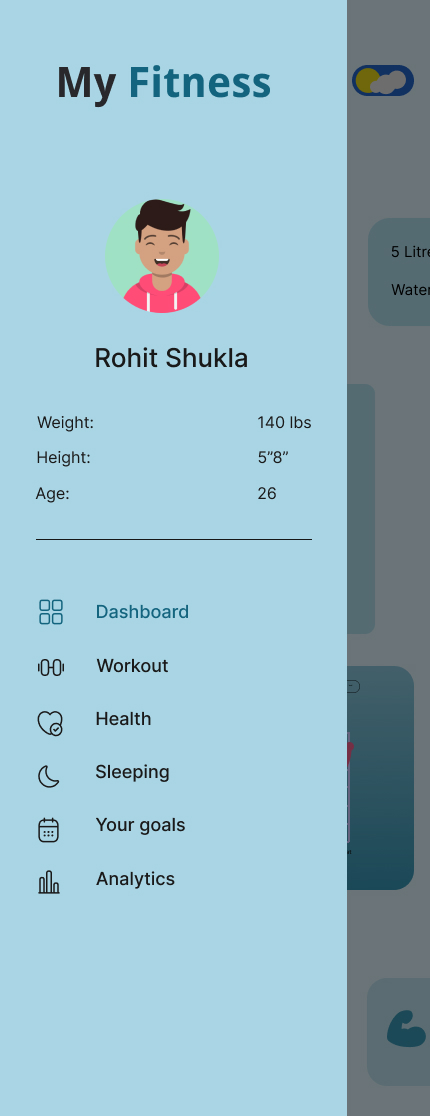 My Fitness
5 Litre
Water
Rohit Shukla
Weight: 140 lbs
Height: 5”8”
Age: 26
Dashboard
Workout
Health
Sleeping
Your goals
Analytics